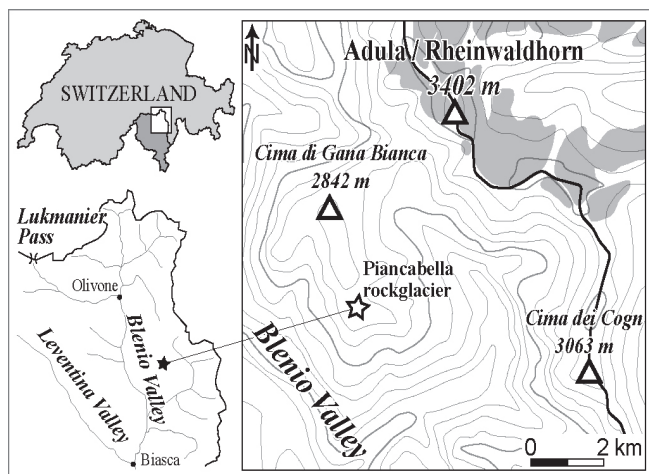 SWITZERLAND
Lukmanier
Pass
Olivone
Blenio Valley
Leventina Valley
Biasca
N
Adula / Rheinwaldhorn
3402 m
Cima di Gana Bianca
2842 m
Piancabella
rockglacier
Cima dei Cogn
3063 m
Blenio Valley
0 2 km